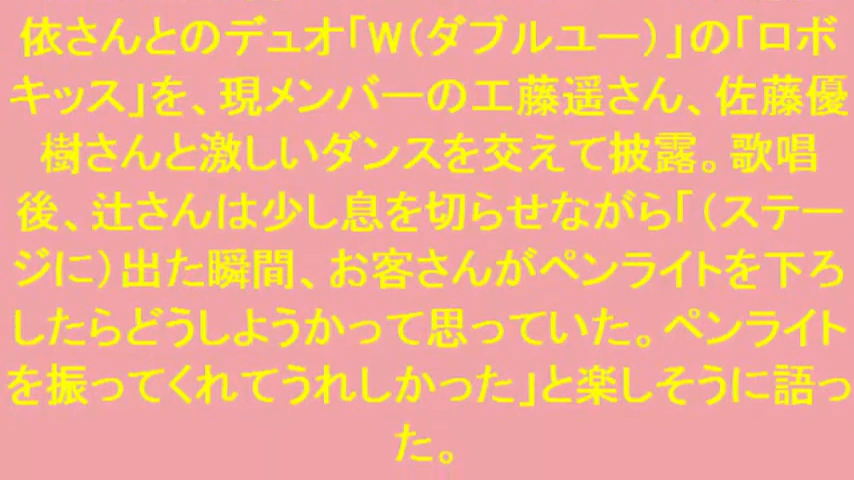 依さんとのデュオ「W（ダブルユー）」の「ロボ
キッス」を、現メンバーの工藤遥さん、佐藤優
樹さんと激しいダンスを交えて披露。歌唱
後、辻さんは少し息を切らせながら「（ステー
ジに）出た瞬間、お客さんがペンライトを下ろ
したらどうしようかって思っていた。ペンライト
を振ってくれてうれしかった」と楽しそうに語っ
た。